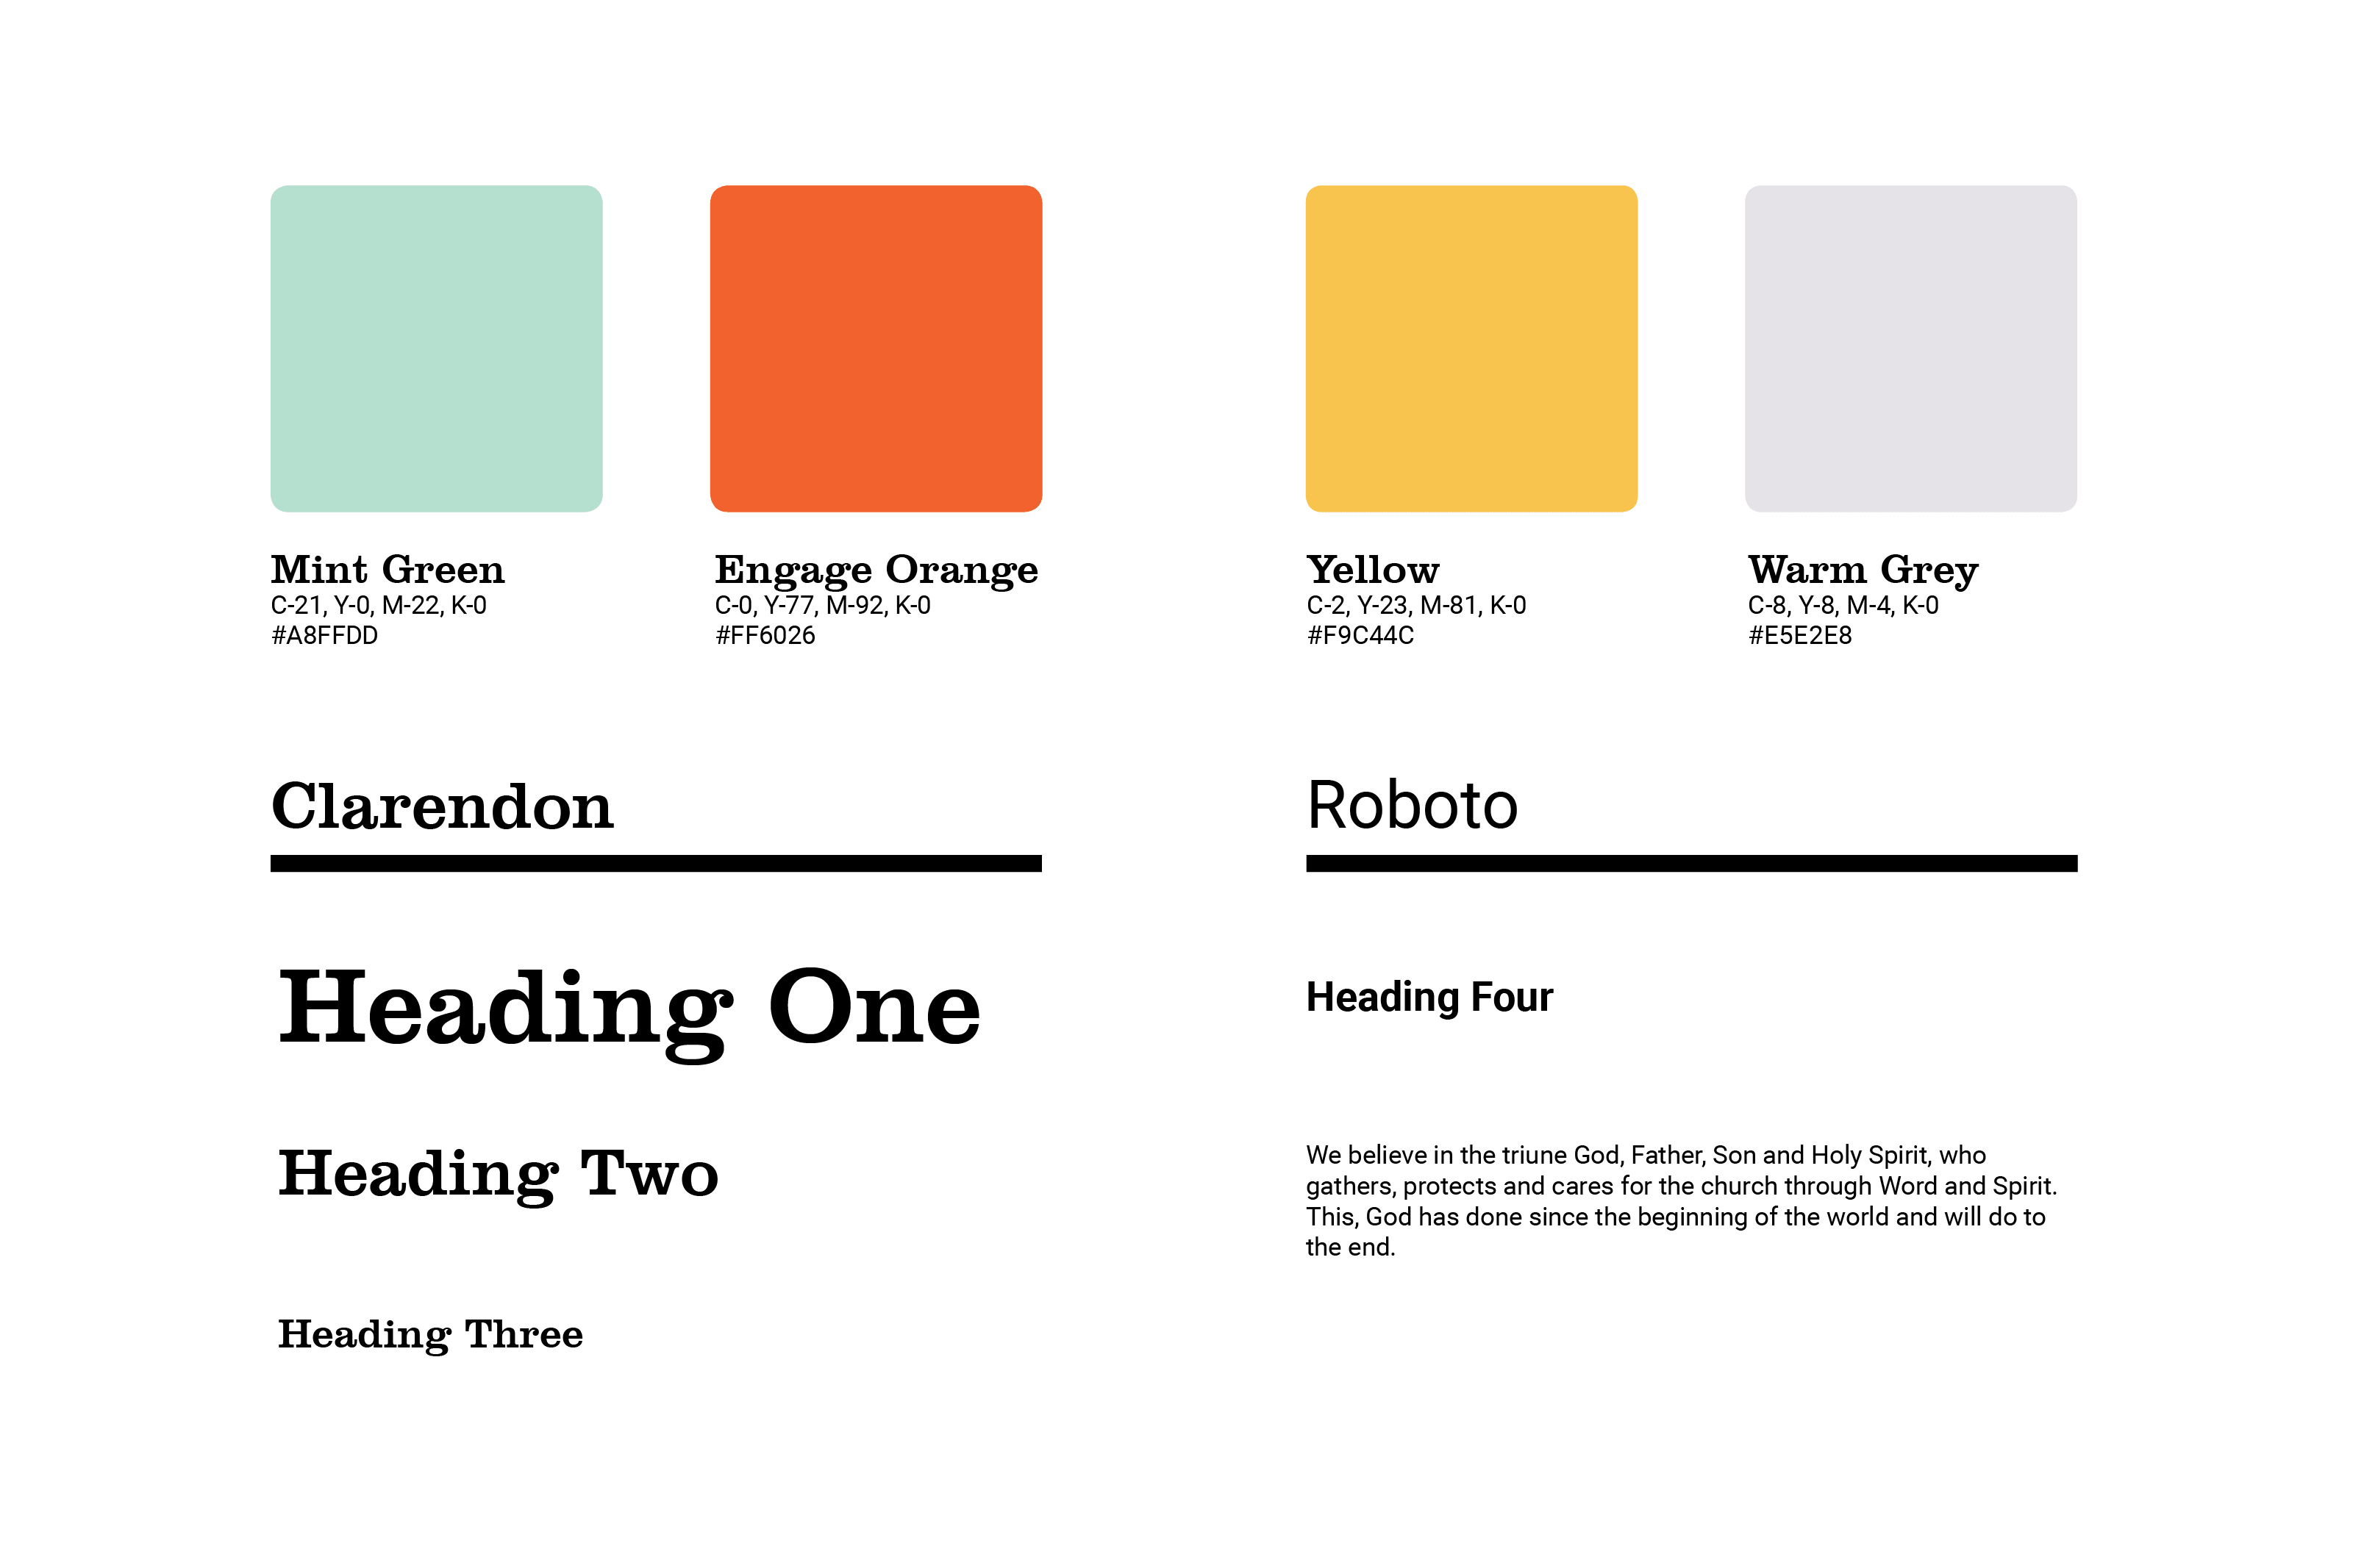 Mint Green
C-21, Y-0, M-22, K-0
#A8FFDD
Engage Orange
C-0, Y-77, M-92, K-0
#FF6026
Yellow
C-2, Y-23, M-81, K-0
#F9C44C
Warm Grey
C-8, Y-8, M-4, K-0
#E5E2E8
Clarendon
Heading One
Heading Two
Heading Three
Roboto
Heading Four
We believe in the triune God, Father, Son and Holy Spirit, who
gathers, protects and cares for the church through Word and Spirit.
This, God has done since the beginning of the world and will do to
the end.